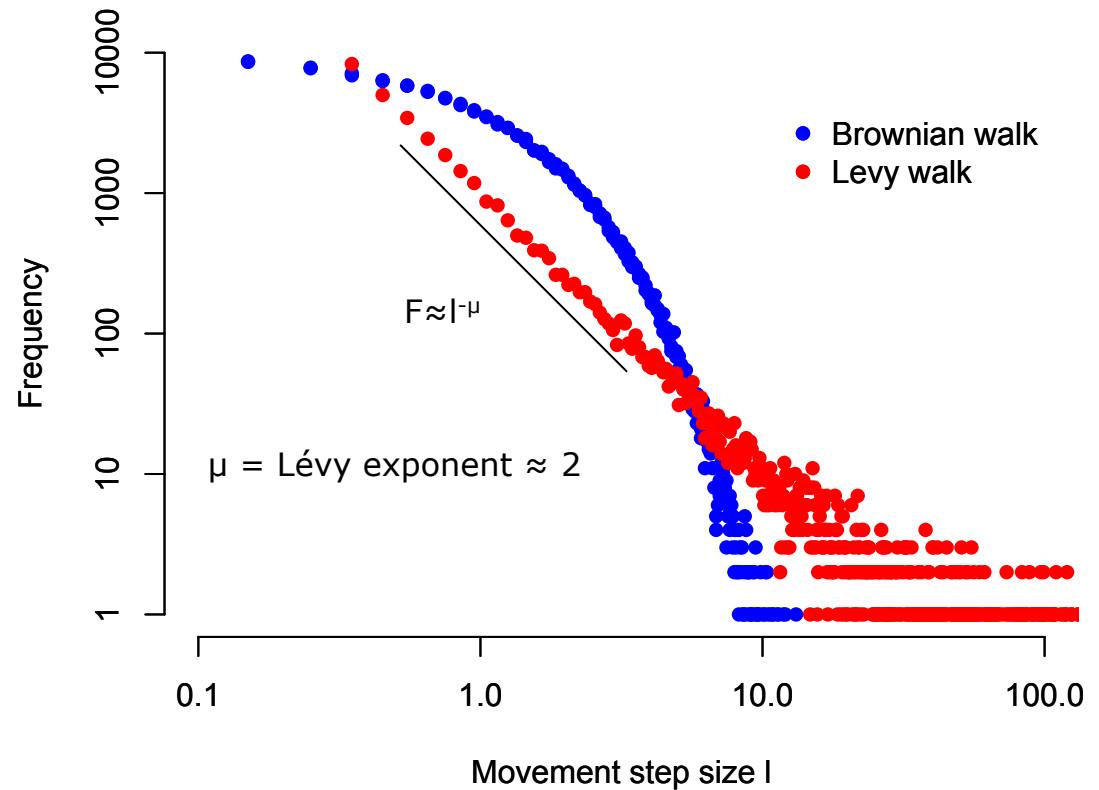 10000
1000
100
10
1
Frequency
Brownian walk
Levy walk
F≈l⁻ᵘ
μ = Lévy exponent ≈ 2
0.1
1.0
10.0
100.0
Movement step size l